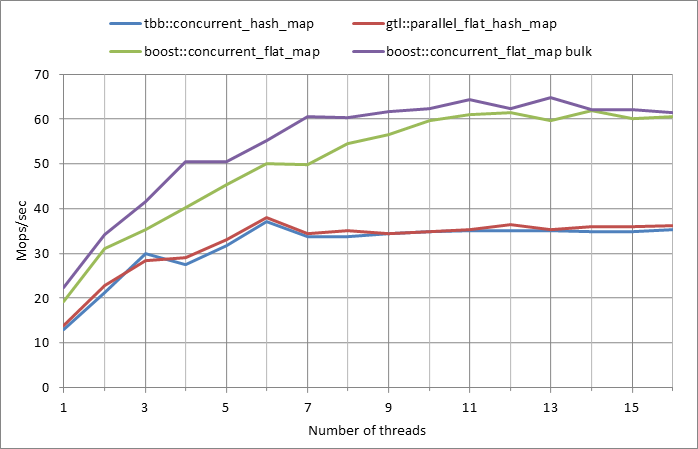 tbb::concurrent_hash_map gtl::parallel_flat_hash_map
boost::concurrent_flat_map boost::concurrent_flat_map bulk
70
60
50
40
30
20
10
0
Mops/sec
1 3 5 7 9 11 13 15
Number of threads